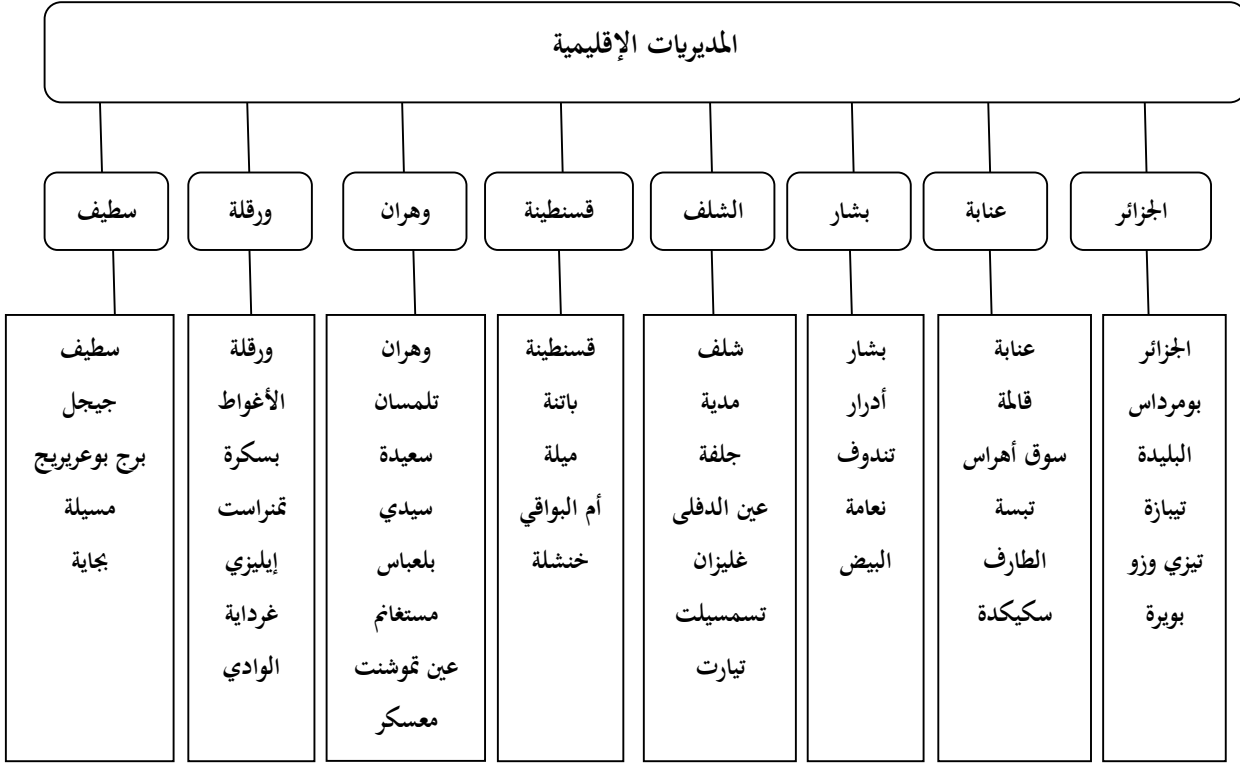 المديريات الإقليمية
الجزائر
عنابة
بشار
الشلف
قسنطينة
وهران
ورقلة
سطيف
الجزائر
بومرداس
البليدة
تيبازة
تيزي وزو
بويرة
عنابة
قالمة
سوق أهراس
تبسة
الطارف
سكيكدة
بشار
أدرار
تندوف
نعامة
البيض
شلف
مدية
جلفة
عين الدفلى
غليزان
تسمسيلت
تيارت
قسنطينة
باتنة
ميلة
أم البواقي
خنشلة
وهران
تلمسان
سعيدة
سيدي
بلعباس
مستغانم
عين تموشنت
معسكر
ورقلة
الأغواط
بسكرة
تمنراست
إيليزي
غرداية
الوادي
سطيف
جيجل
برج بوعريريج
مسيلة
بجاية